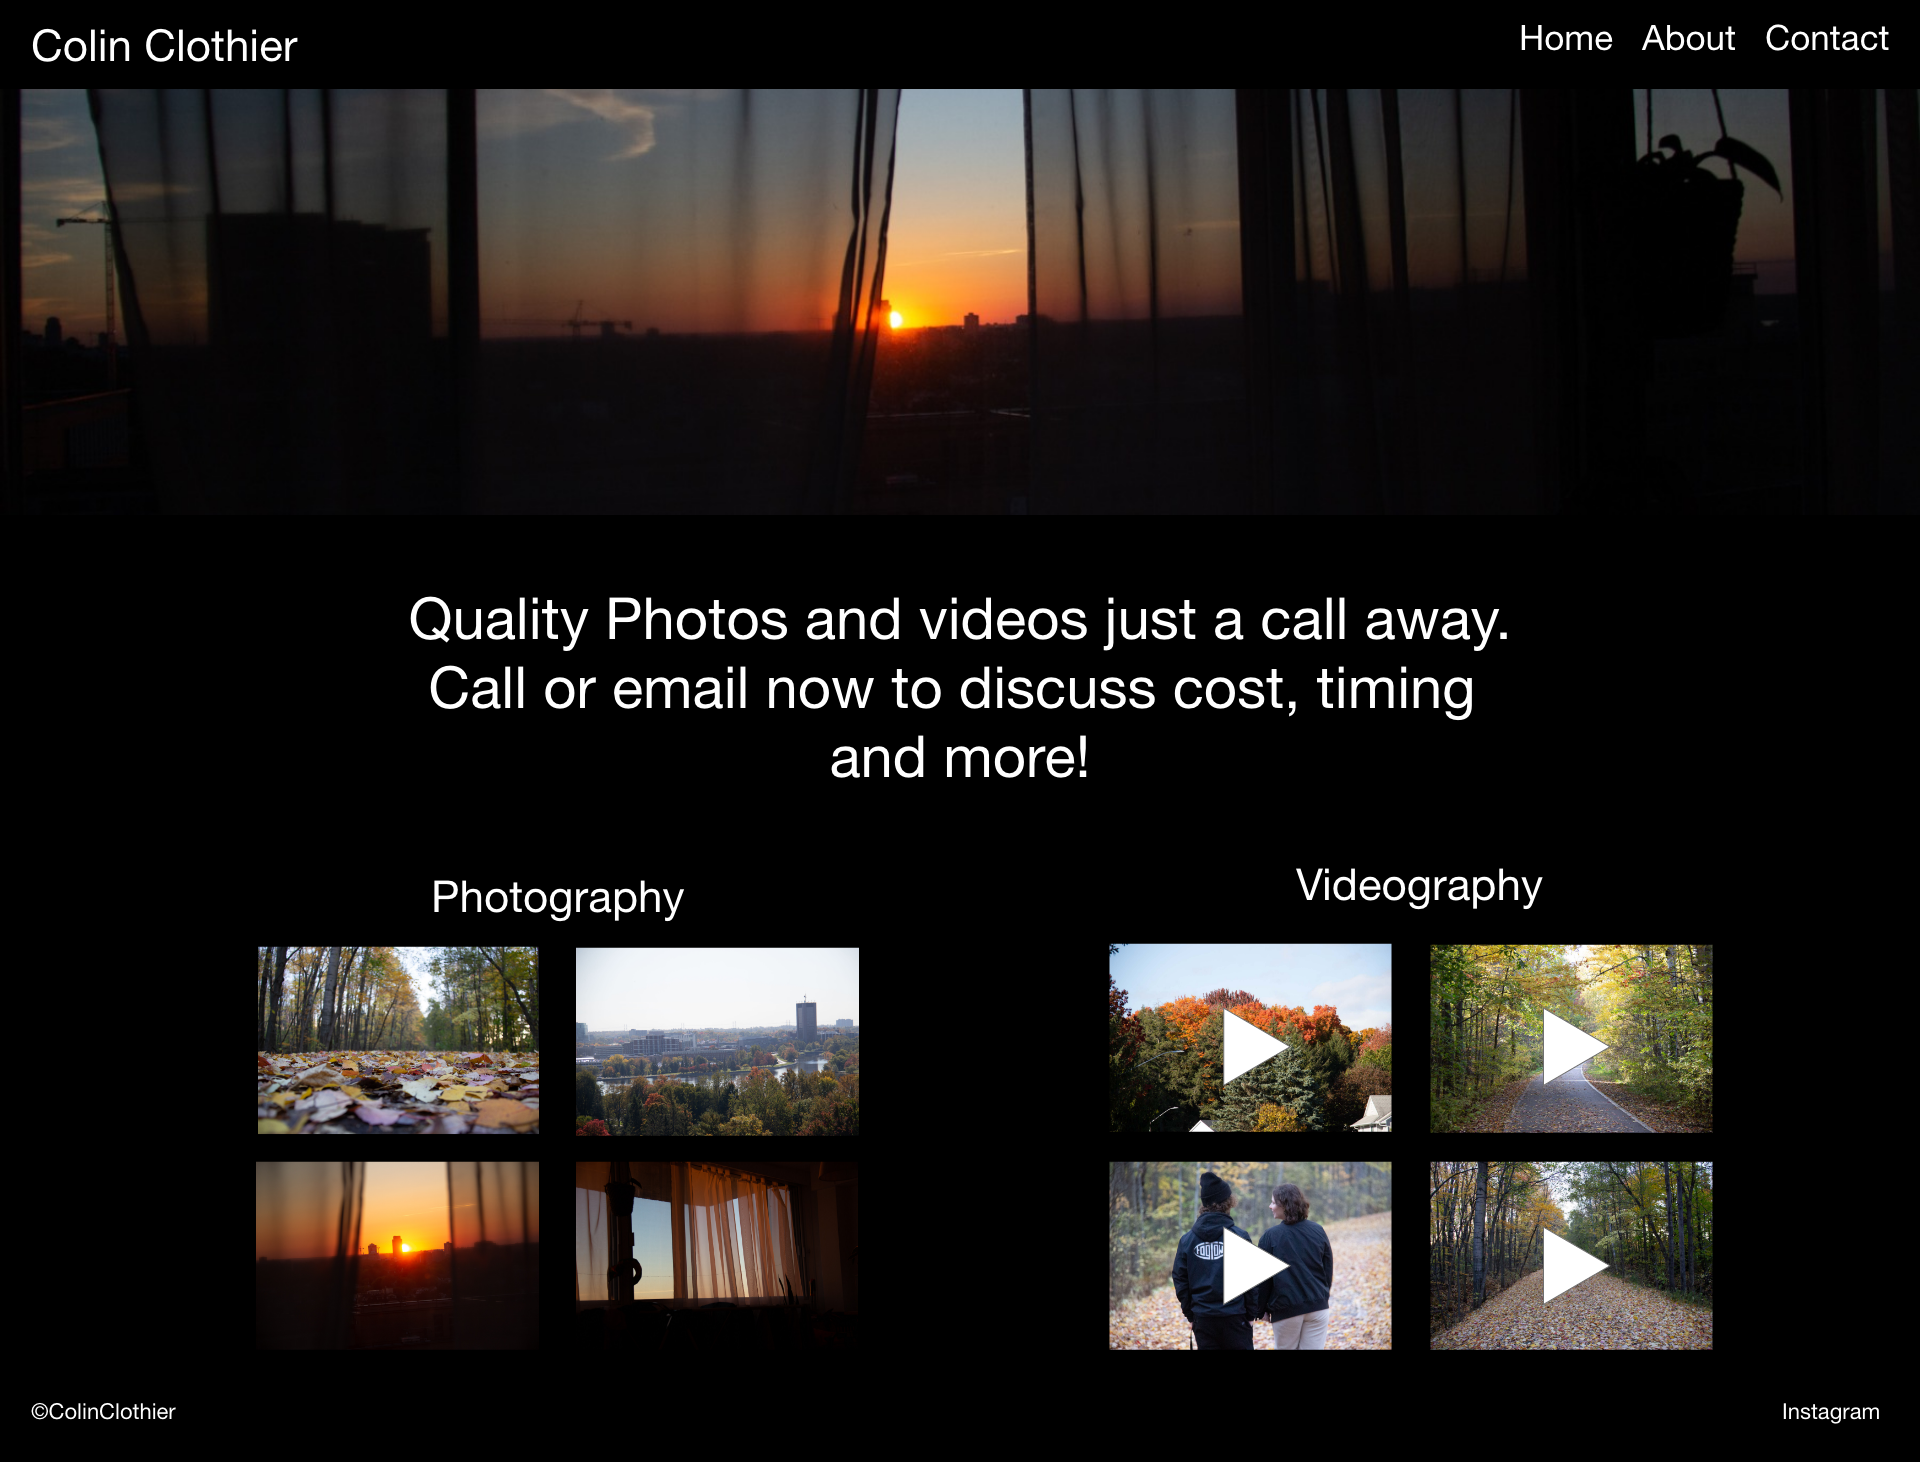 Colin Clothier
Home About Contact
Quality Photos and videos just a call away.
Call or email now to discuss cost, timing
and more!
Photography
Videography
©ColinClothier
Instagram